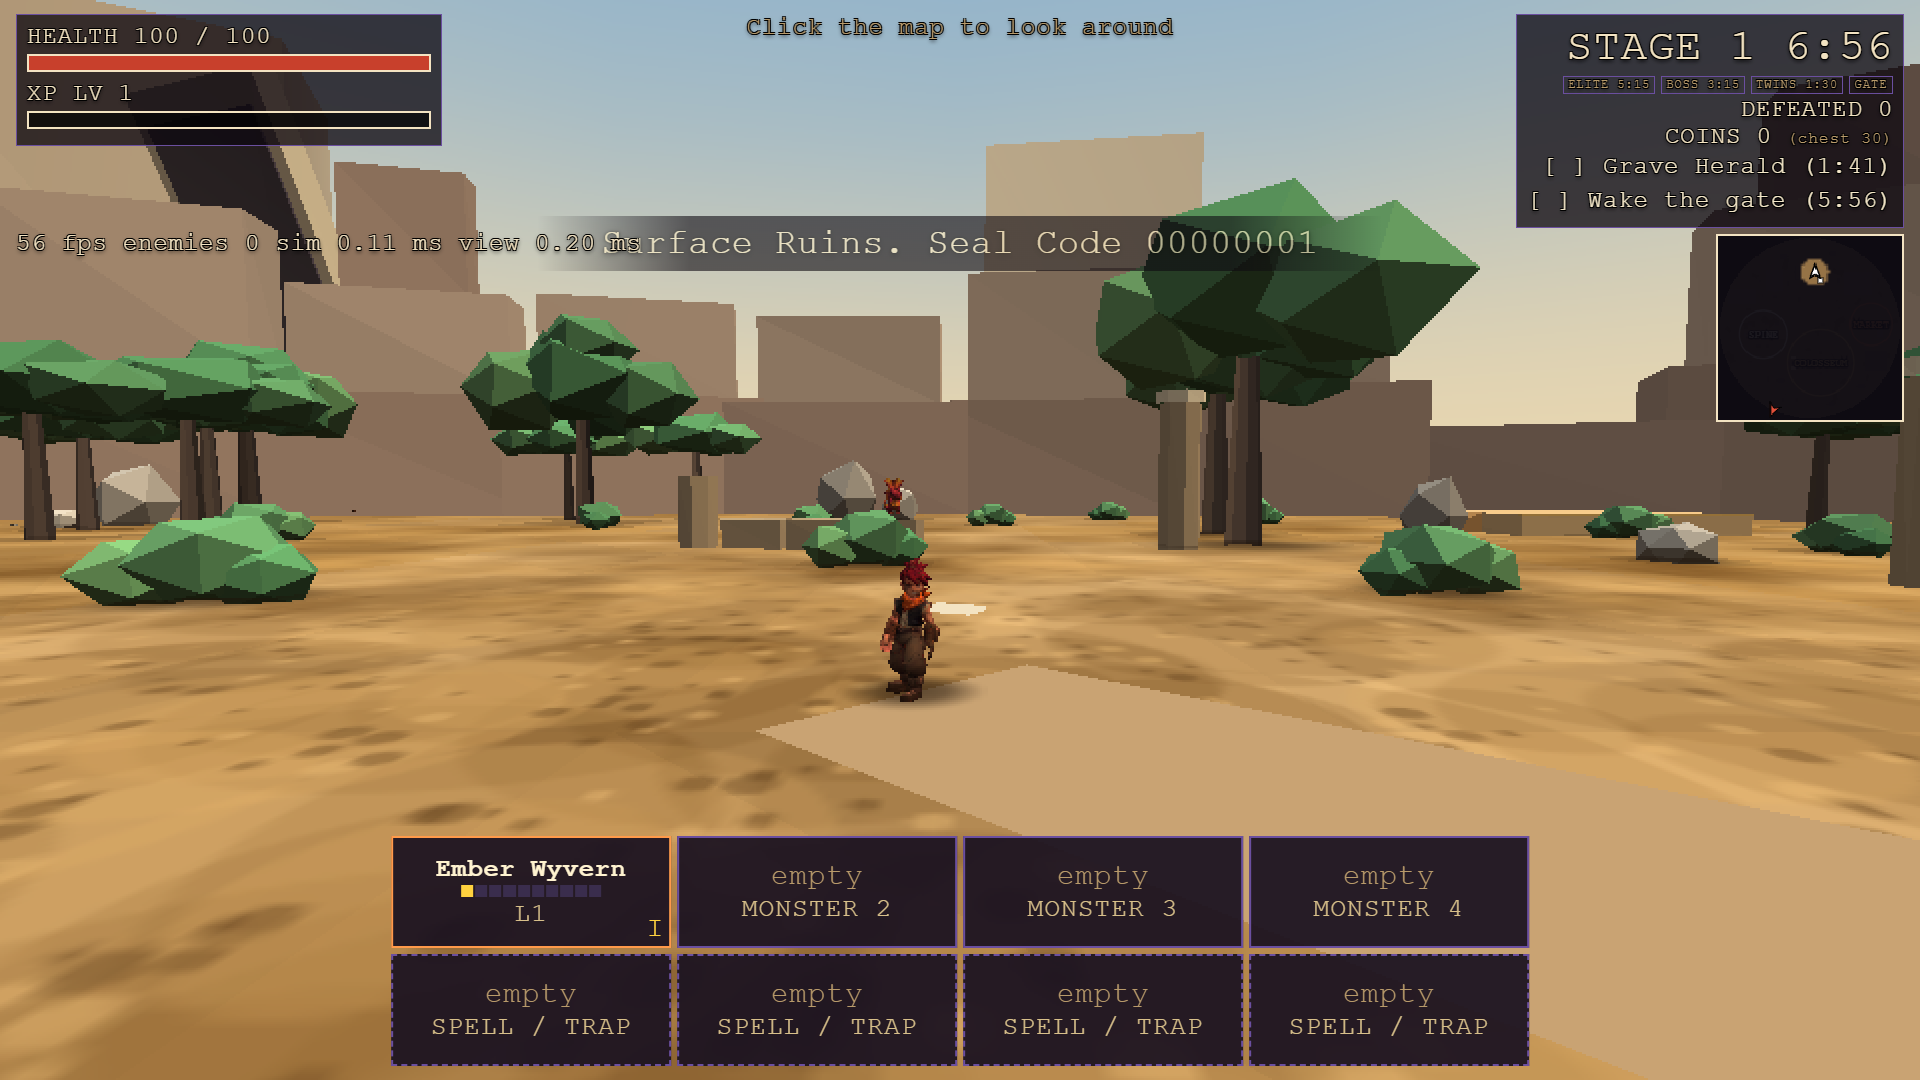 HEALTH 100 / 100
XP LV 1
Click the map to look around
STAGE 1 6:56
ELITE 5:15 BOSS 3:15 TWINS 1:30 GATE
DEFEATED 0
COINS 0 (chest 30)
[ ] Grave Herald (1:41)
[ ] Wake the gate (5:56)
56 fps enemies 0 sim 0.11 ms view 0.20 ms
Surface Ruins. Seal Code 00000001
Ember Wyvern
L1
I
empty
MONSTER 2
empty
MONSTER 3
empty
MONSTER 4
empty
SPELL / TRAP
empty
SPELL / TRAP
empty
SPELL / TRAP
empty
SPELL / TRAP